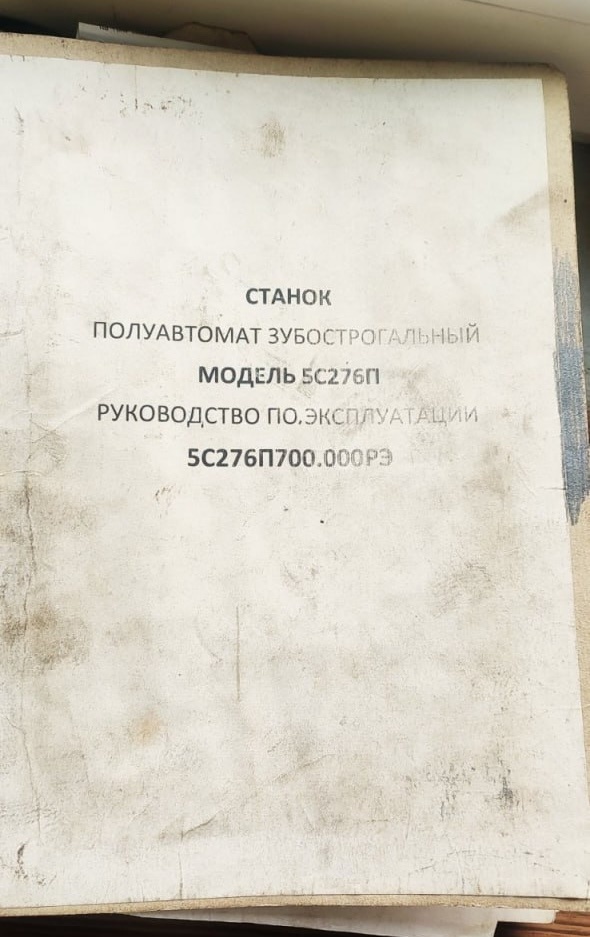 СТАНОК
ПОЛУАВТОМАТ ЗУБОСТРОГАЛЬНЫЙ
МОДЕЛЬ 5С276П
РУКОВОДСТВО ПО.ЭКСПЛУАТАЦИИ
5С276П700.000РЭ